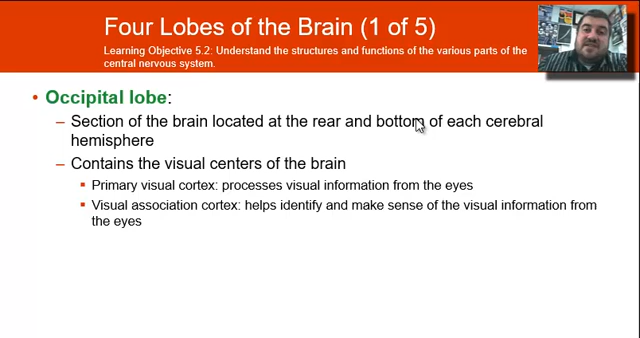 Four Lobes of the Brain (1 of 5)
Learning Objective 5.2: Understand the structures and functions of the various parts of the
central nervous system.
• Occipital lobe:
– Section of the brain located at the rear and bottom of each cerebral
hemisphere
– Contains the visual centers of the brain
▪ Primary visual cortex: processes visual information from the eyes
▪ Visual association cortex: helps identify and make sense of the visual information from
the eyes